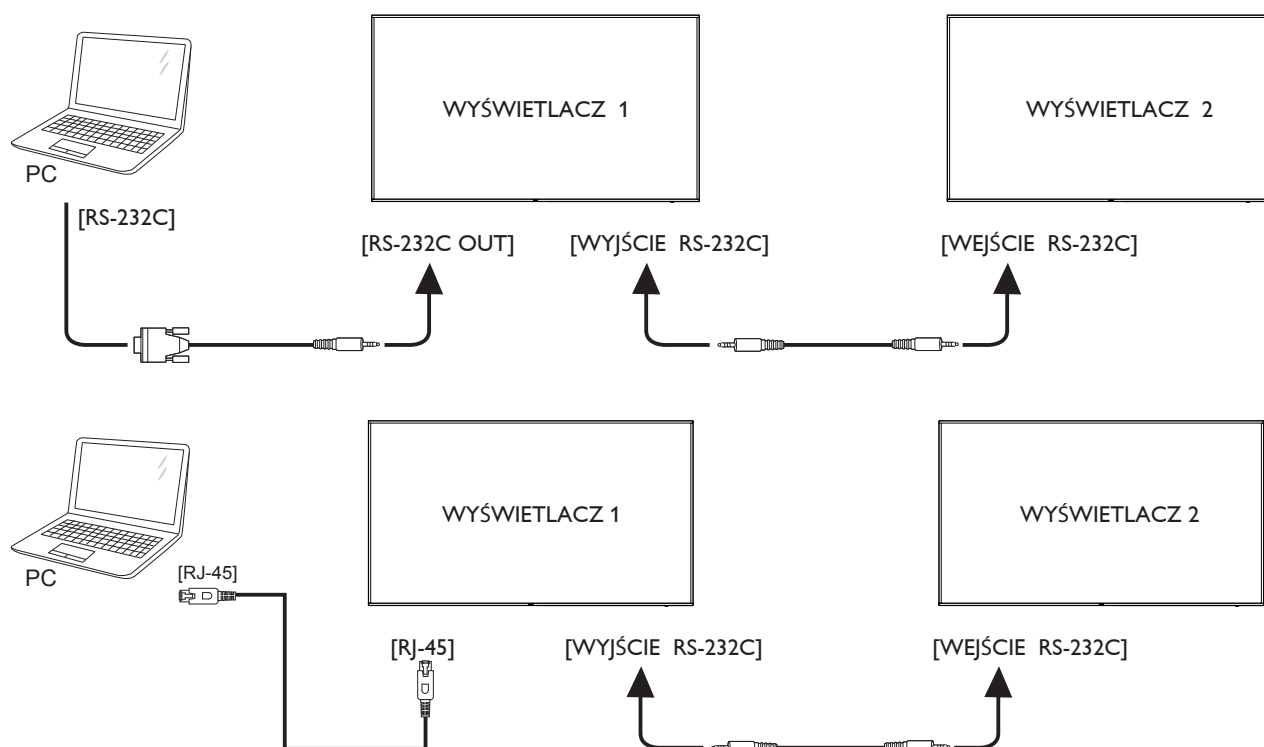 WYŚWIETLACZ 1
WYŚWIETLACZ 2
PC
[RS-232C]
[RS-232C OUT]
[WYJŚCIE RS-232C]
[WEJŚCIE RS-232C]
WYŚWIETLACZ 1
WYŚWIETLACZ 2
PC
[RJ-45]
[RJ-45]
[WYJŚCIE RS-232C]
[WEJŚCIE RS-232C]